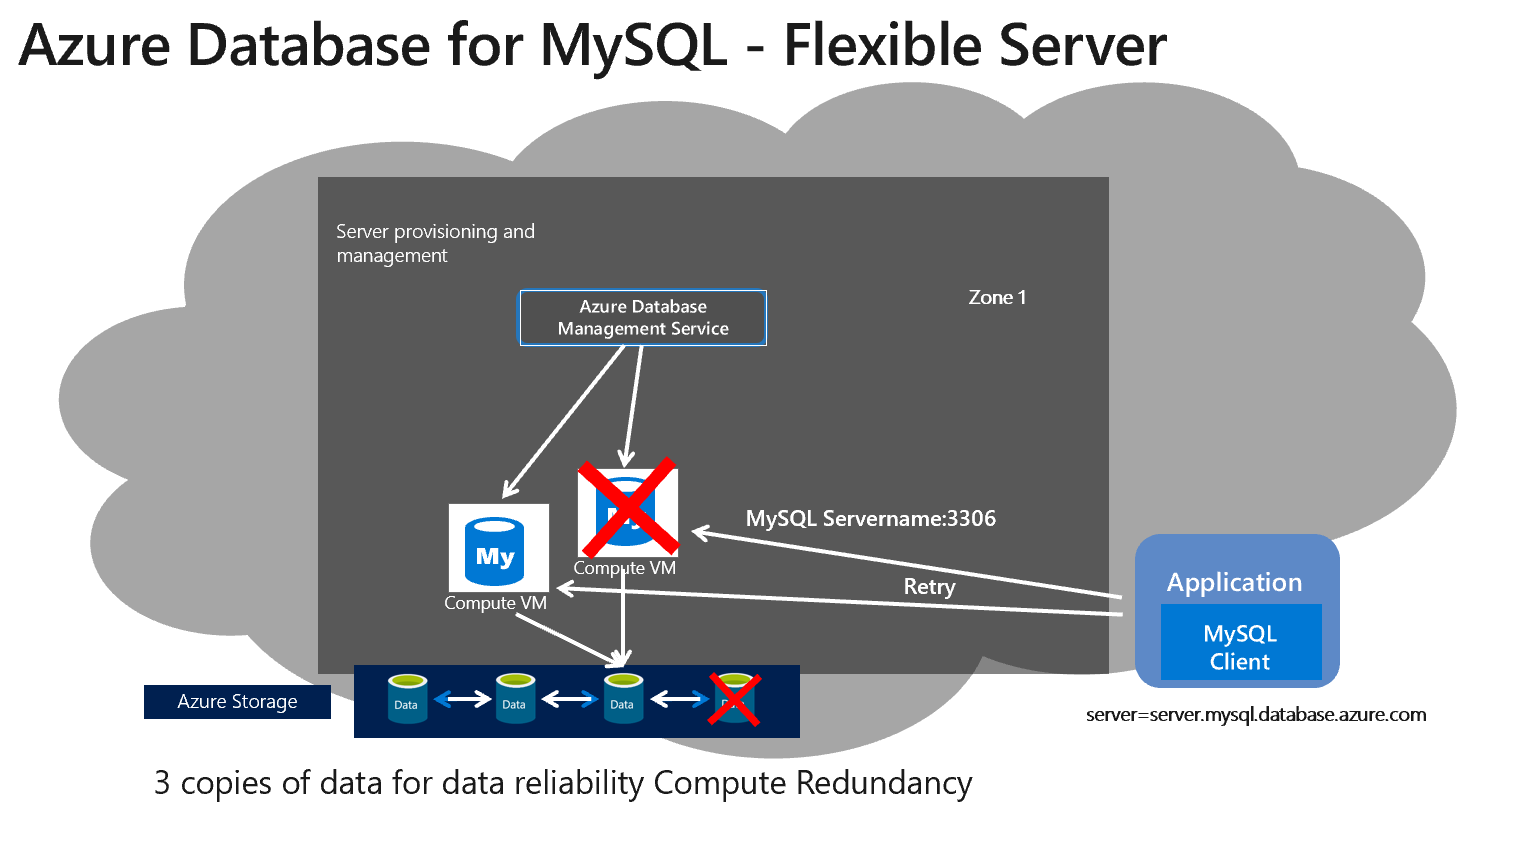 Azure Database for MySQL - Flexible Server
Server provisioning and
management
Azure Database
Management Service
Zone 1
MySQL Servername:3306
My
Compute VM
My
Compute VM
Retry
Application
MySQL
Client
Azure Storage
Data
Data
Data
Data
server=server.mysql.database.azure.com
3 copies of data for data reliability Compute Redundancy